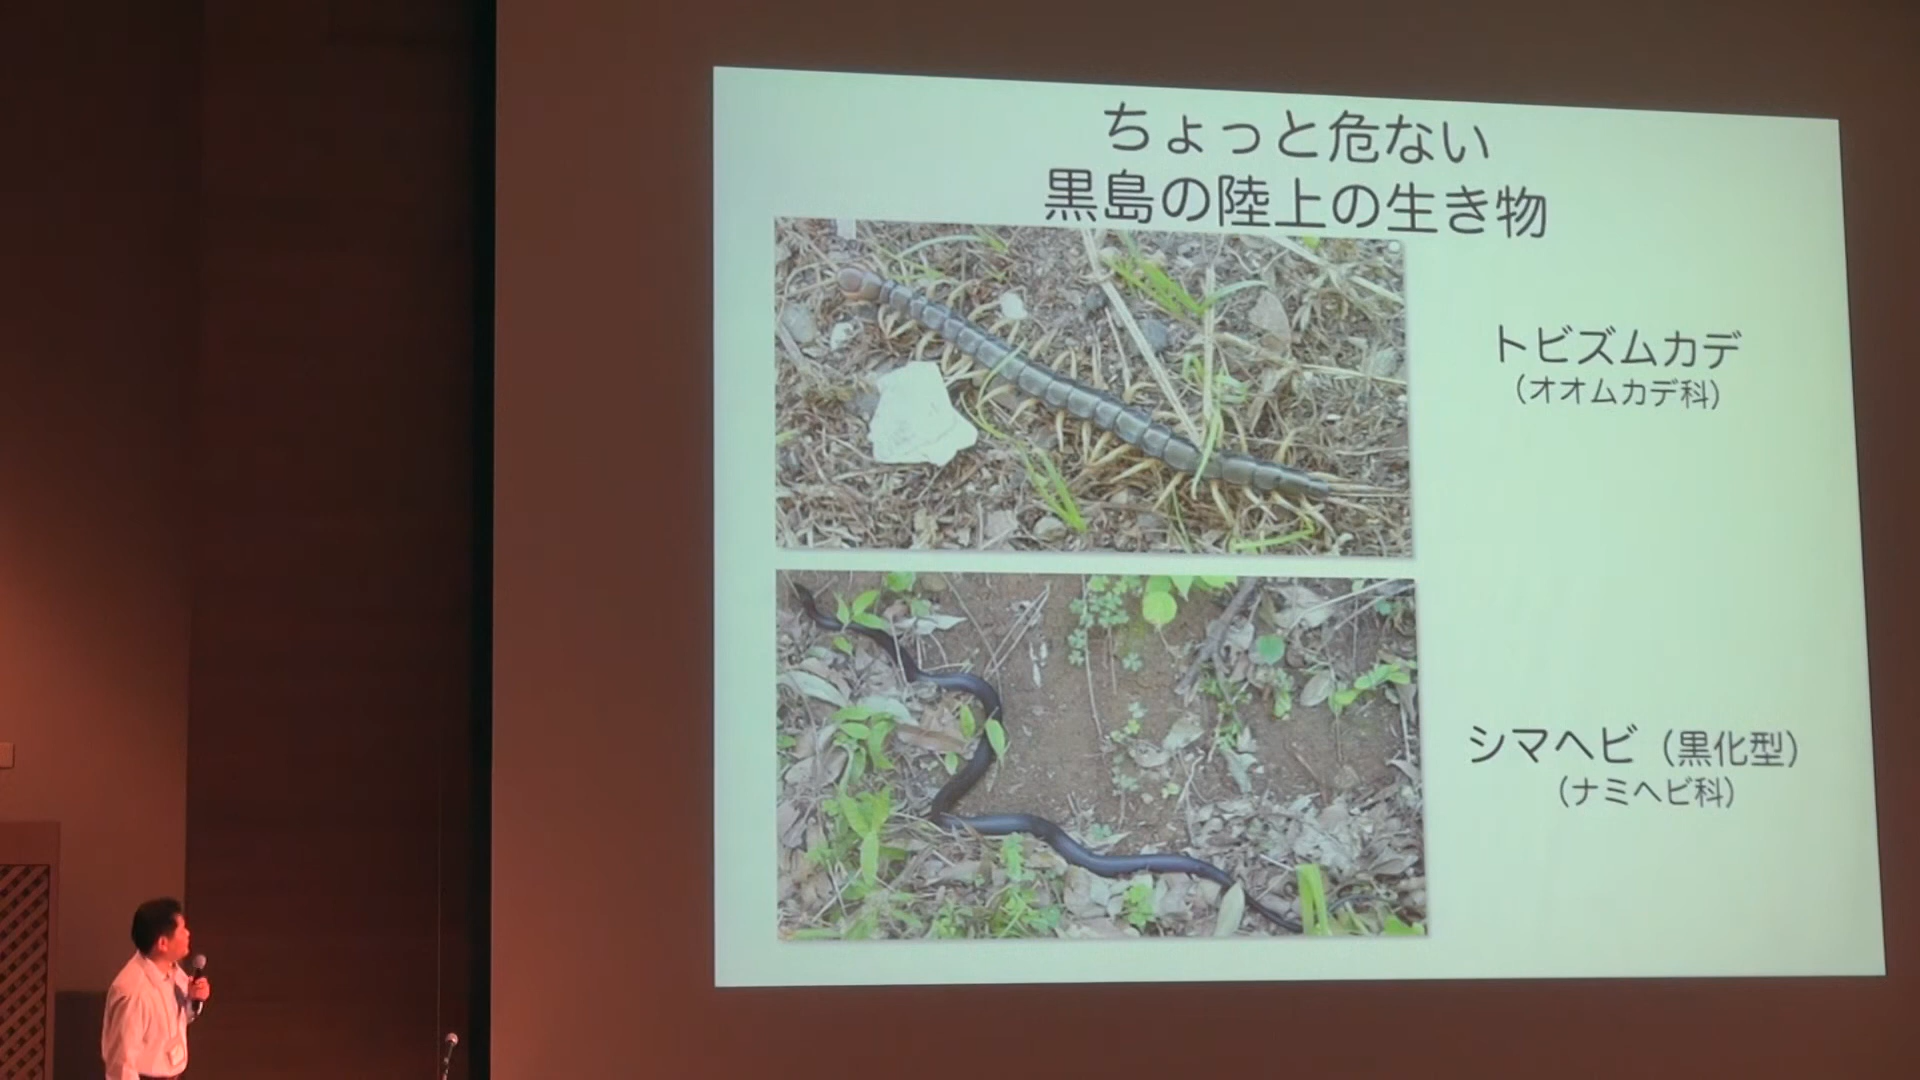 ちょっと危ない
黒島の陸上の生き物
トビズムカデ
（オオムカデ科）
シマヘビ（黒化型）
（ナミヘビ科）